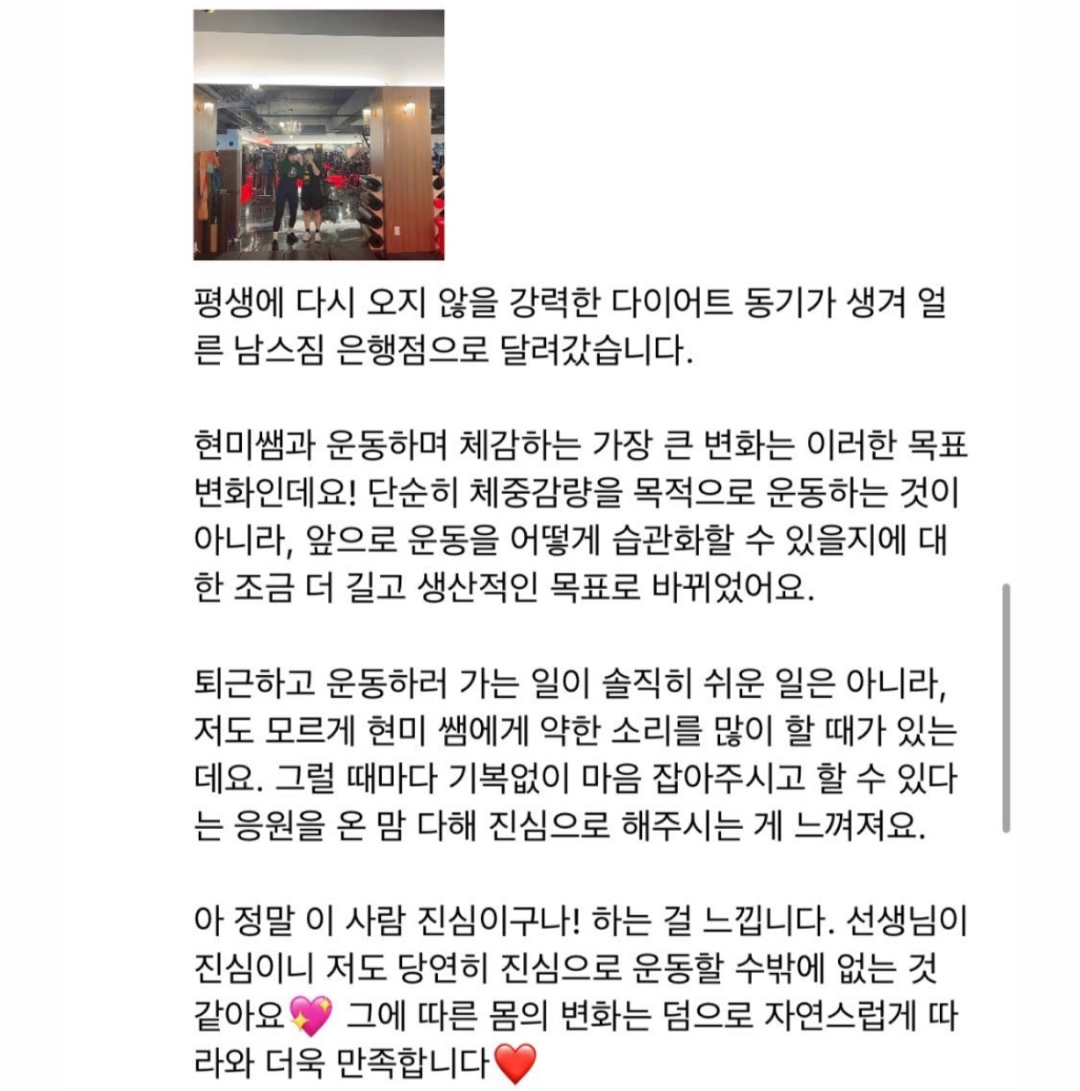 평생에 다시 오지 않을 강력한 다이어트 동기가 생겨 얼
른 남스짐 은행점으로 달려갔습니다.
현미쌤과 운동하며 체감하는 가장 큰 변화는 이러한 목표
변화인데요! 단순히 체중감량을 목적으로 운동하는 것이
아니라, 앞으로 운동을 어떻게 습관화할 수 있을지에 대
한 조금 더 길고 생산적인 목표로 바뀌었어요.
퇴근하고 운동하러 가는 일이 솔직히 쉬운 일은 아니라,
저도 모르게 현미 쌤에게 약한 소리를 많이 할 때가 있는
데요. 그럴 때마다 기복없이 마음 잡아주시고 할 수 있다
는 응원을 온 맘 다해 진심으로 해주시는 게 느껴져요.
아 정말 이 사람 진심이구나! 하는 걸 느낍니다. 선생님이
진심이니 저도 당연히 진심으로 운동할 수밖에 없는 것
같아요💖 그에 따른 몸의 변화는 덤으로 자연스럽게 따
라와 더욱 만족합니다❤️